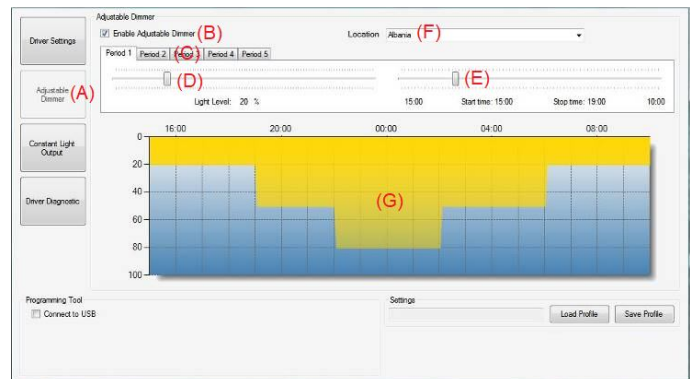 Adjustable Dimmer
Driver Settings
Enable Adjustable Dimmer (B)
Location Albania (F)
Period 1 Period 2 Period 3 Period 4 Period 5
(C)
(D)
(E)
Adjustable
Dimmer (A)
Light Level: 20 %
15:00 Start time: 15:00 Stop time: 19:00 10:00
16:00 20:00 00:00 04:00 08:00
0
20
40
60
80
100
(G)
Constant Light
Output
Driver Diagnostic
Programming Tool
Connect to USB
Settings
Load Profile Save Profile